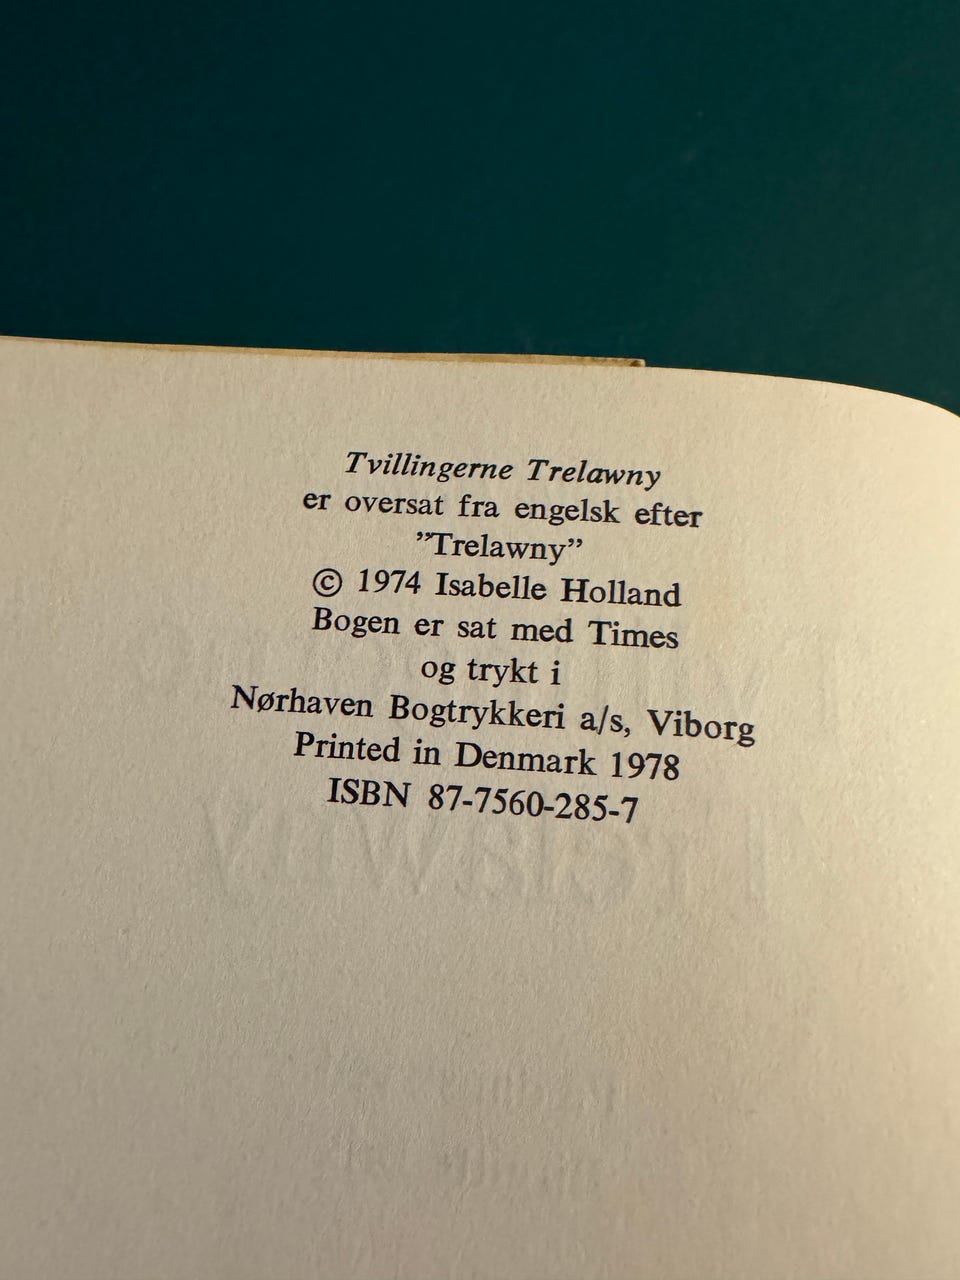 Tvillingerne Trelawny
er oversat fra engelsk efter
”Trelawny”
© 1974 Isabelle Holland
Bogen er sat med Times
og trykt i
Nørhaven Bogtrykkeri a/s, Viborg
Printed in Denmark 1978
ISBN 87-7560-285-7